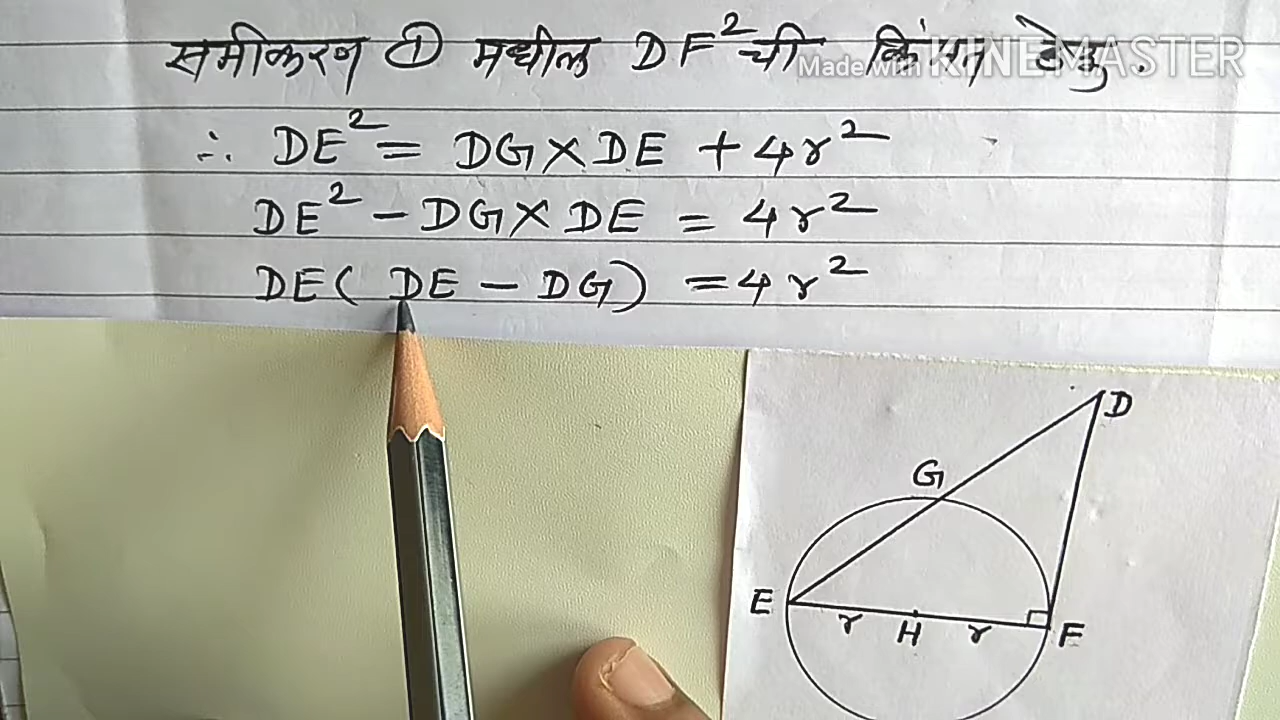 समीकरण ① मधील DF² ची किंमत ठेवू.
Made with KINEMASTER
∴ DE² = DG × DE + 4r²
DE² − DG × DE = 4r²
DE ( DE − DG ) = 4r²
D
G
E
r
H
r
F